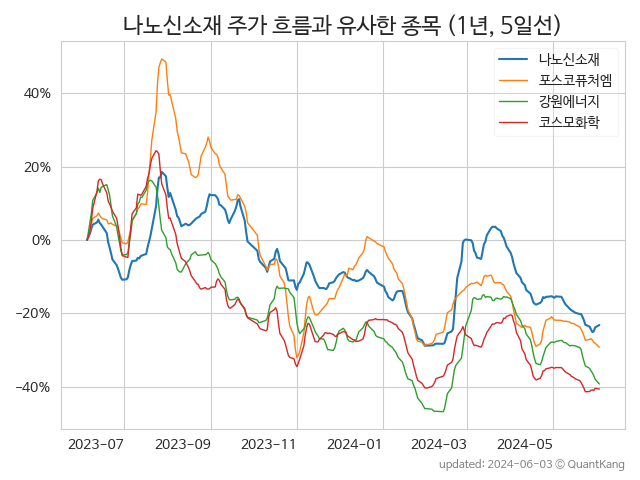 나노신소재 주가 흐름과 유사한 종목 (1년, 5일선)
나노신소재
포스코퓨처엠
강원에너지
코스모화학
40%
20%
0%
−20%
−40%
2023−07
2023−09
2023−11
2024−01
2024−03
2024−05
updated: 2024-06-03 © QuantKang